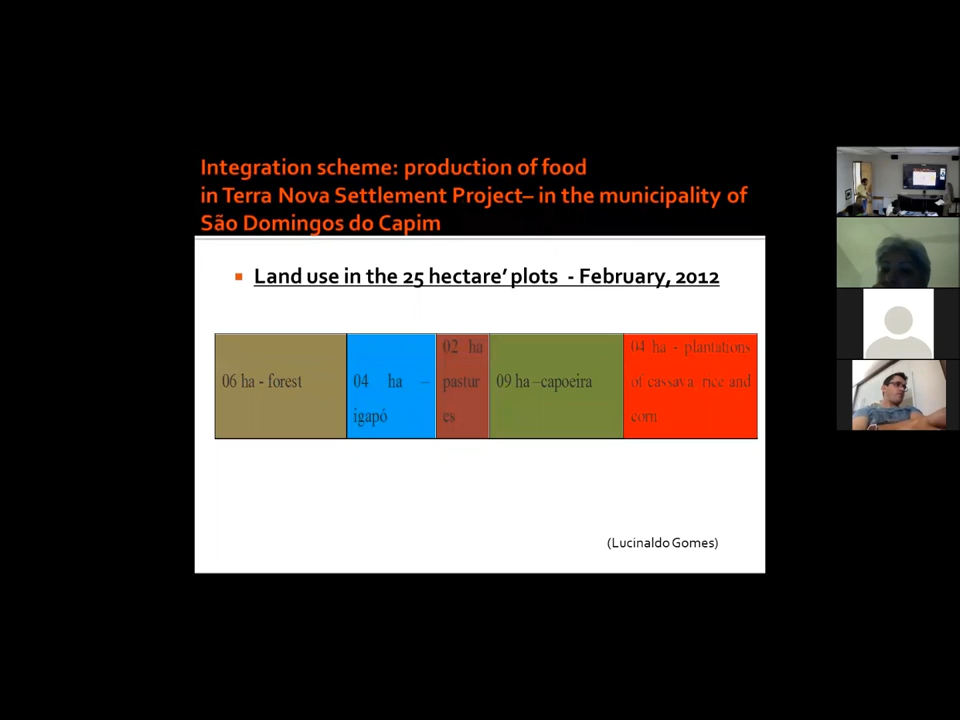 Integration scheme: production of food
in Terra Nova Settlement Project– in the municipality of
São Domingos do Capim
▪ Land use in the 25 hectare’ plots - February, 2012
06 ha - forest
04 ha –
igapó
02 ha
pastur
es
09 ha –capoeira
04 ha - plantations
of cassava rice and
corn
(Lucinaldo Gomes)